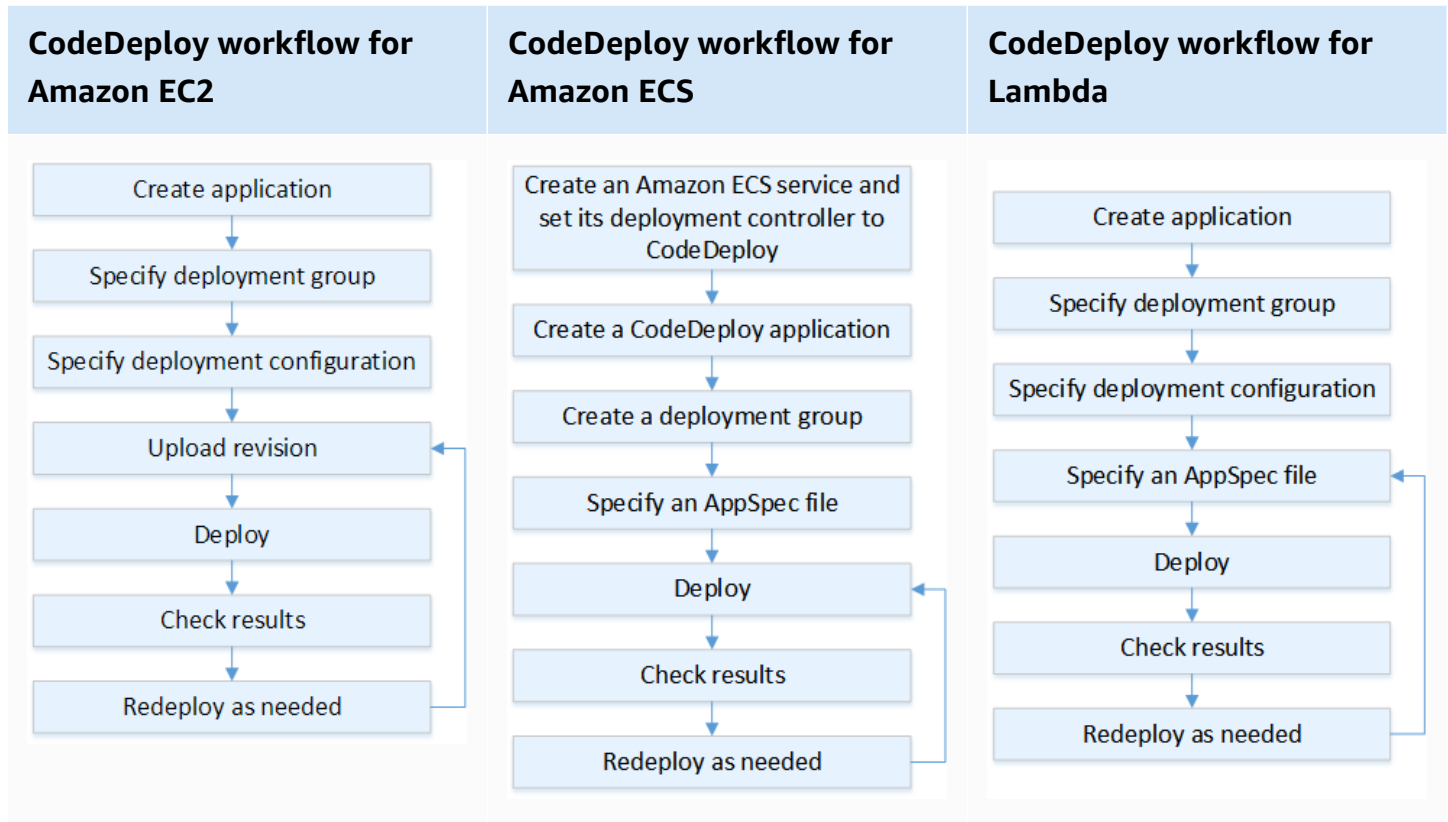 CodeDeploy workflow for
Amazon EC2
CodeDeploy workflow for
Amazon ECS
CodeDeploy workflow for
Lambda
Create application
Specify deployment group
Specify deployment configuration
Upload revision
Deploy
Check results
Redeploy as needed
Create an Amazon ECS service and
set its deployment controller to
CodeDeploy
Create a CodeDeploy application
Create a deployment group
Specify an AppSpec file
Deploy
Check results
Redeploy as needed
Create application
Specify deployment group
Specify deployment configuration
Specify an AppSpec file
Deploy
Check results
Redeploy as needed